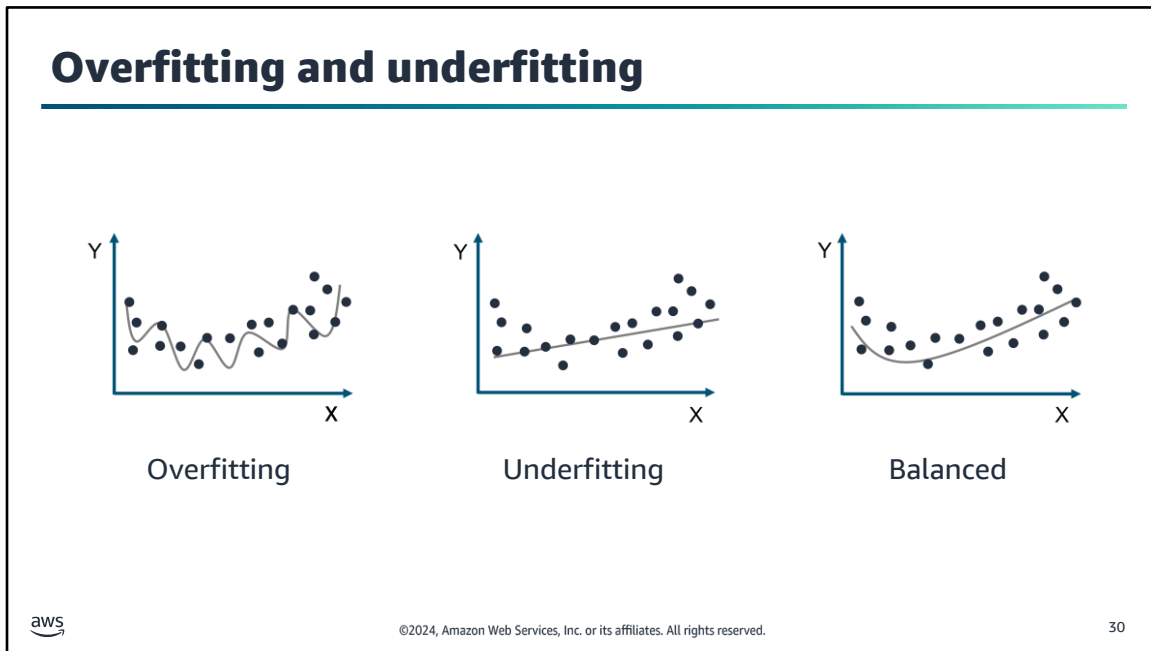 Overfitting and underfitting
Y
X
Overfitting
Y
X
Underfitting
Y
X
Balanced
aws
©2024, Amazon Web Services, Inc. or its affiliates. All rights reserved.
30